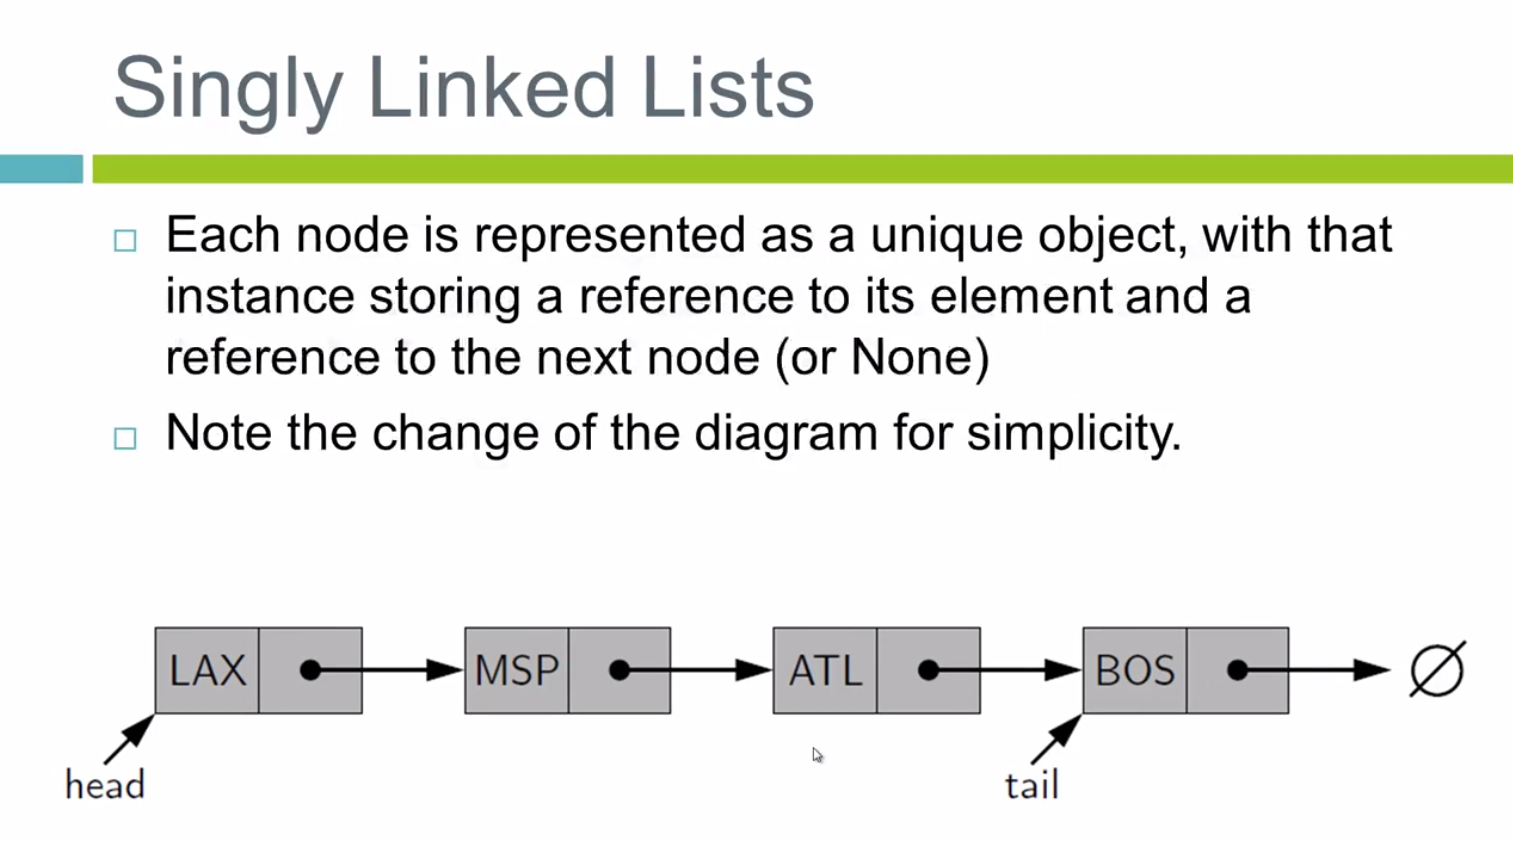 Singly Linked Lists
Each node is represented as a unique object, with that
instance storing a reference to its element and a
reference to the next node (or None)
Note the change of the diagram for simplicity.
LAX MSP ATL BOS ∅
head tail